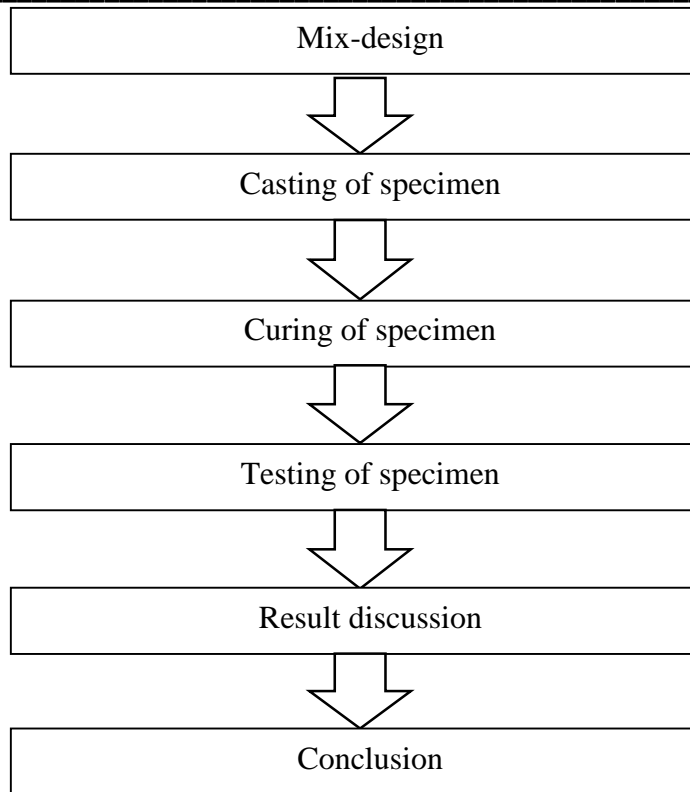 Mix-design
Casting of specimen
Curing of specimen
Testing of specimen
Result discussion
Conclusion